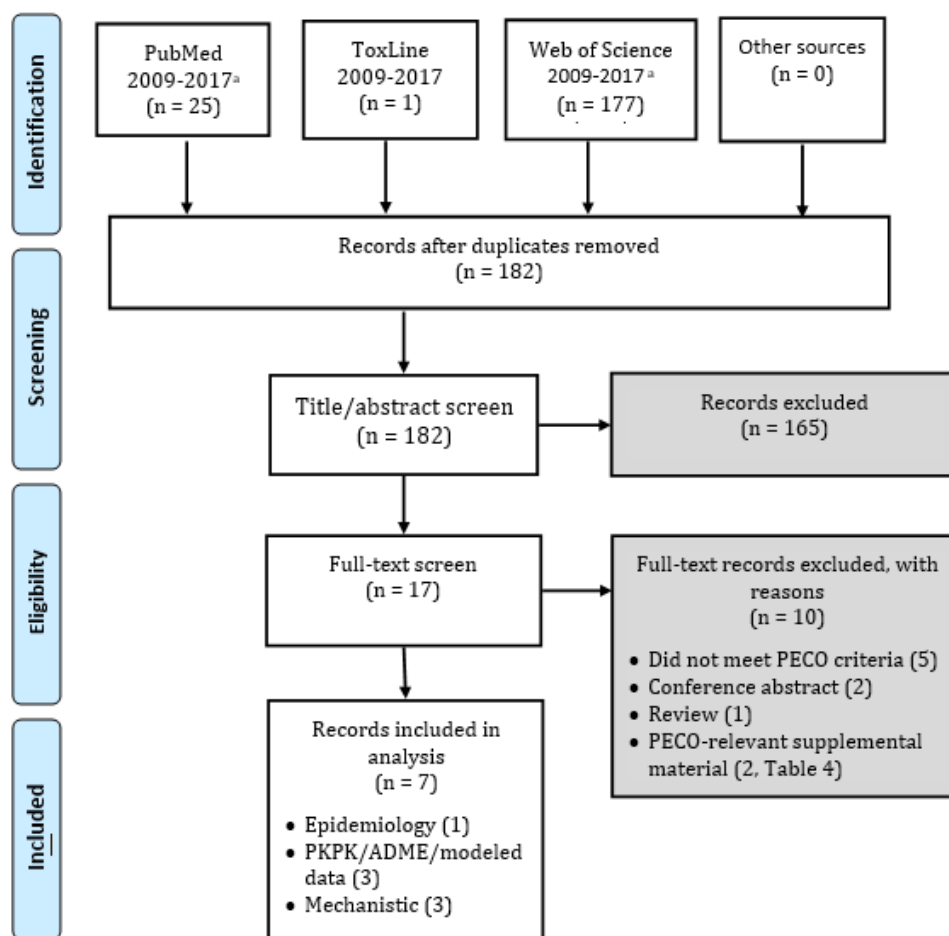 Identification
PubMed
2009-2017ᵃ
(n = 25)
ToxLine
2009-2017
(n = 1)
Web of Science
2009-2017 ᵃ
(n = 177)
Other sources
(n = 0)
Records after duplicates removed
(n = 182)
Screening
Title/abstract screen
(n = 182)
Records excluded
(n = 165)
Eligibility
Full-text screen
(n = 17)
Full-text records excluded, with
reasons
(n = 10)
• Did not meet PECO criteria (5)
• Conference abstract (2)
• Review (1)
• PECO-relevant supplemental
material (2, Table 4)
Included
Records included in
analysis
(n = 7)
• Epidemiology (1)
• PKPK/ADME/modeled
data (3)
• Mechanistic (3)